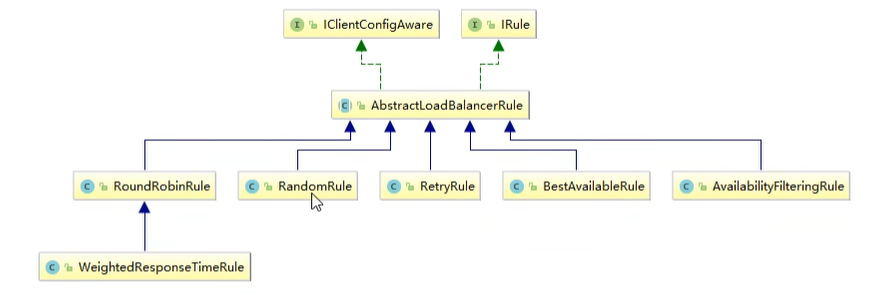 IClientConfigAware
IRule
AbstractLoadBalancerRule
RoundRobinRule
RandomRule
RetryRule
BestAvailableRule
AvailabilityFilteringRule
WeightedResponseTimeRule